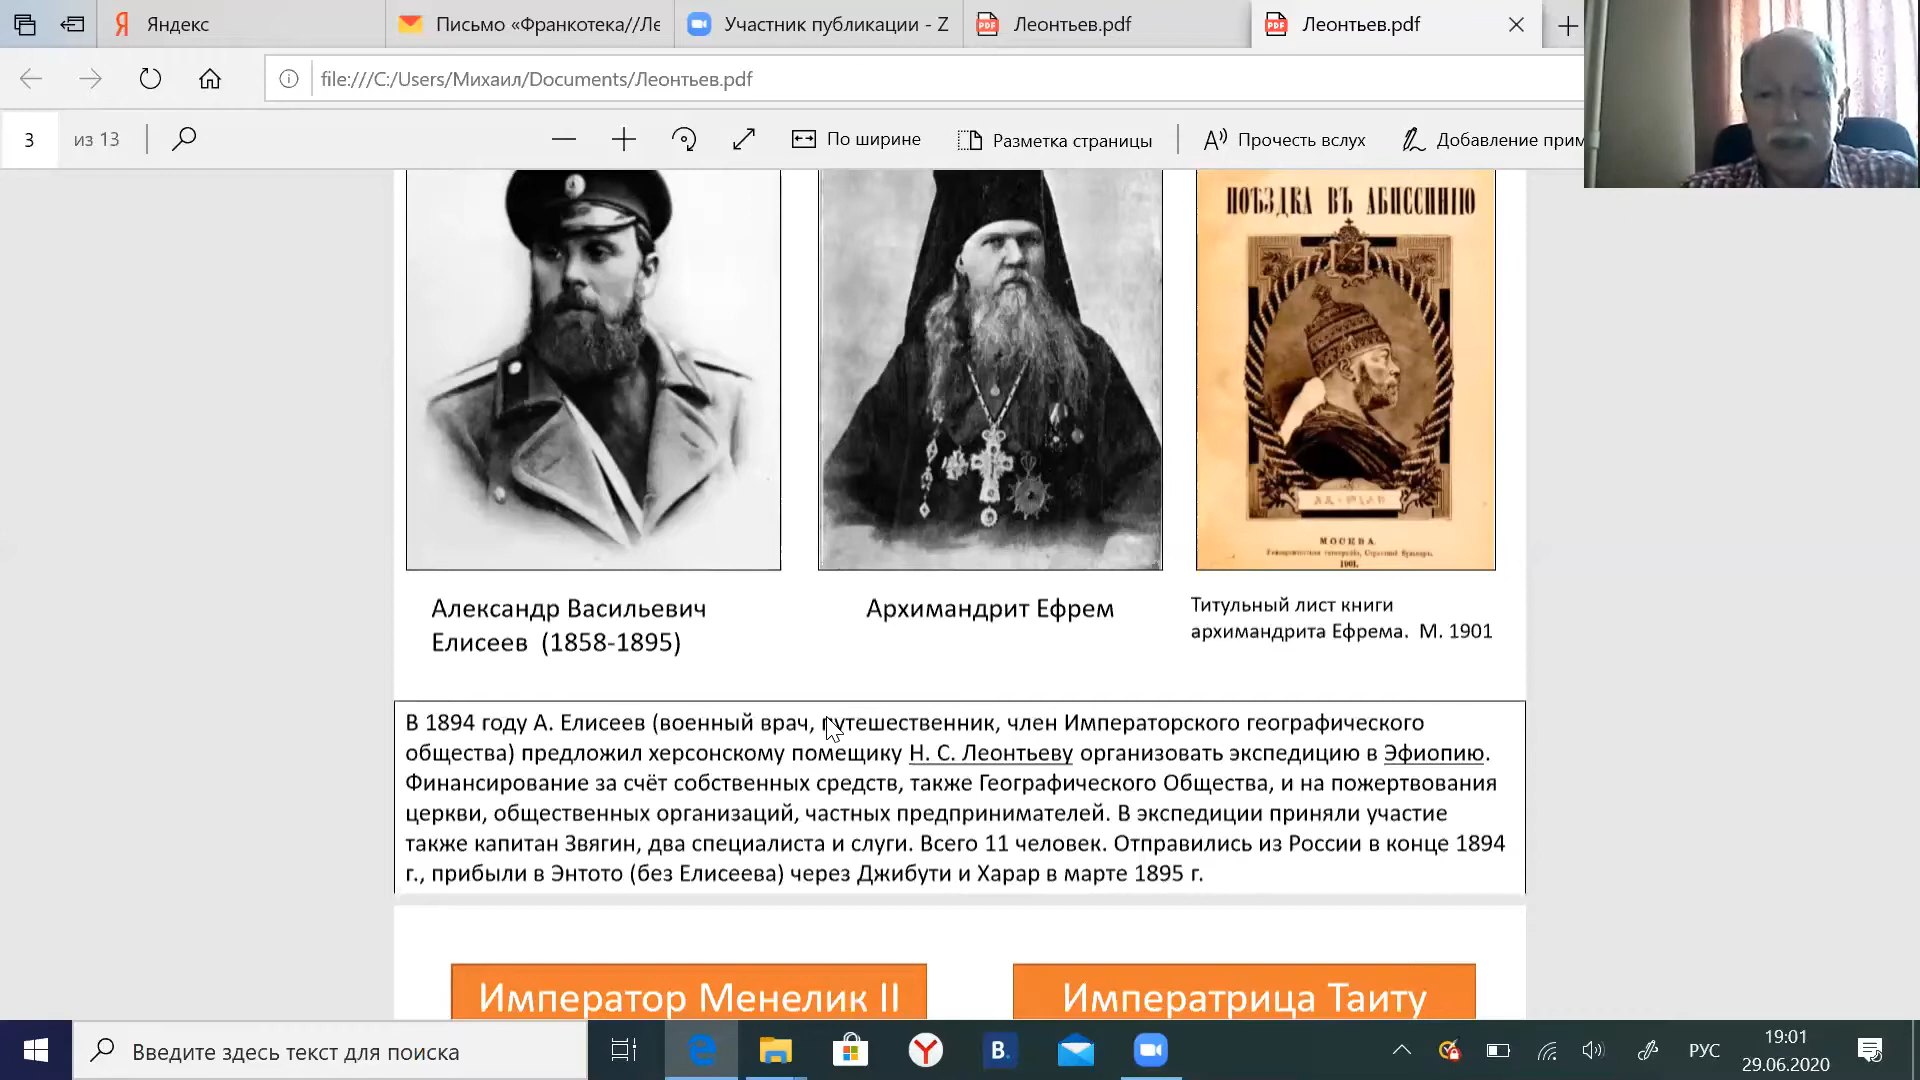 Яндекс
Письмо «Франкотека//Ле
Участник публикации - Z
Леонтьев.pdf
Леонтьев.pdf
file:///C:/Users/Михаил/Documents/Леонтьев.pdf
3 из 13
По ширине
Разметка страницы
Прочесть вслух
Добавление прим
ПОѢЗДКА ВЪ АБИССИНІЮ
МОСКВА.
1901.
Александр Васильевич
Елисеев (1858-1895)
Архимандрит Ефрем
Титульный лист книги
архимандрита Ефрема. М. 1901
В 1894 году А. Елисеев (военный врач, путешественник, член Императорского географического
общества) предложил херсонскому помещику Н. С. Леонтьеву организовать экспедицию в Эфиопию.
Финансирование за счёт собственных средств, также Географического Общества, и на пожертвования
церкви, общественных организаций, частных предпринимателей. В экспедиции приняли участие
также капитан Звягин, два специалиста и слуги. Всего 11 человек. Отправились из России в конце 1894
г., прибыли в Энтото (без Елисеева) через Джибути и Харар в марте 1895 г.
Император Менелик II
Императрица Таиту
Введите здесь текст для поиска
B.
РУС
19:01
29.06.2020